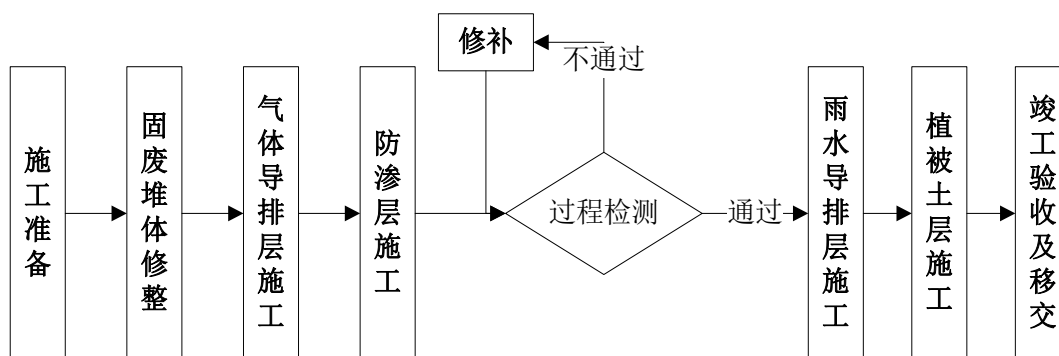 施工准备
固废堆体修整
气体导排层施工
防渗层施工
修补
不通过
过程检测
通过
雨水导排层施工
植被土层施工
竣工验收及移交